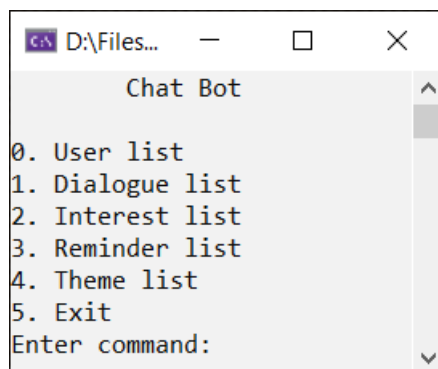 D:\Files...
Chat Bot
0. User list
1. Dialogue list
2. Interest list
3. Reminder list
4. Theme list
5. Exit
Enter command: